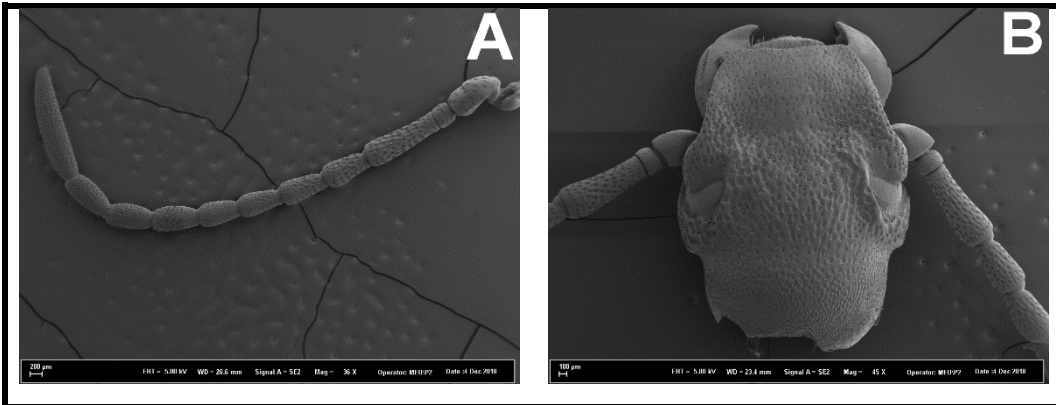 A
B
200 µm EHT = 5.00 kV WD = 26.6 mm Signal A = SE2 Mag = 36 X Operator: MEUSP2 Date :4 Dec 2018
100 µm EHT = 5.00 kV WD = 23.4 mm Signal A = SE2 Mag = 45 X Operator: MEUSP2 Date :4 Dec 2018